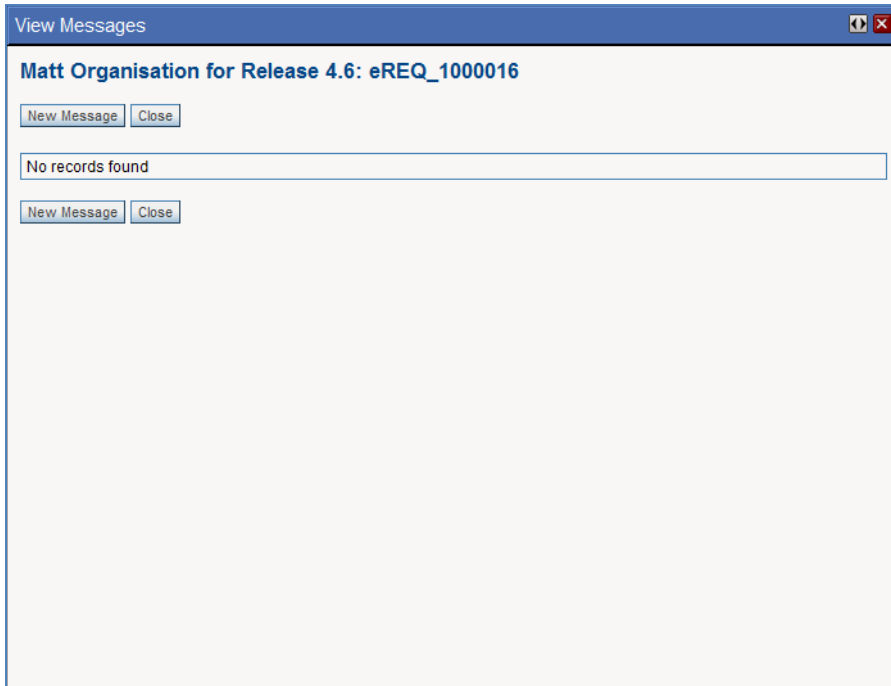 View Messages
Matt Organisation for Release 4.6: eREQ_1000016
New Message Close
No records found
New Message Close